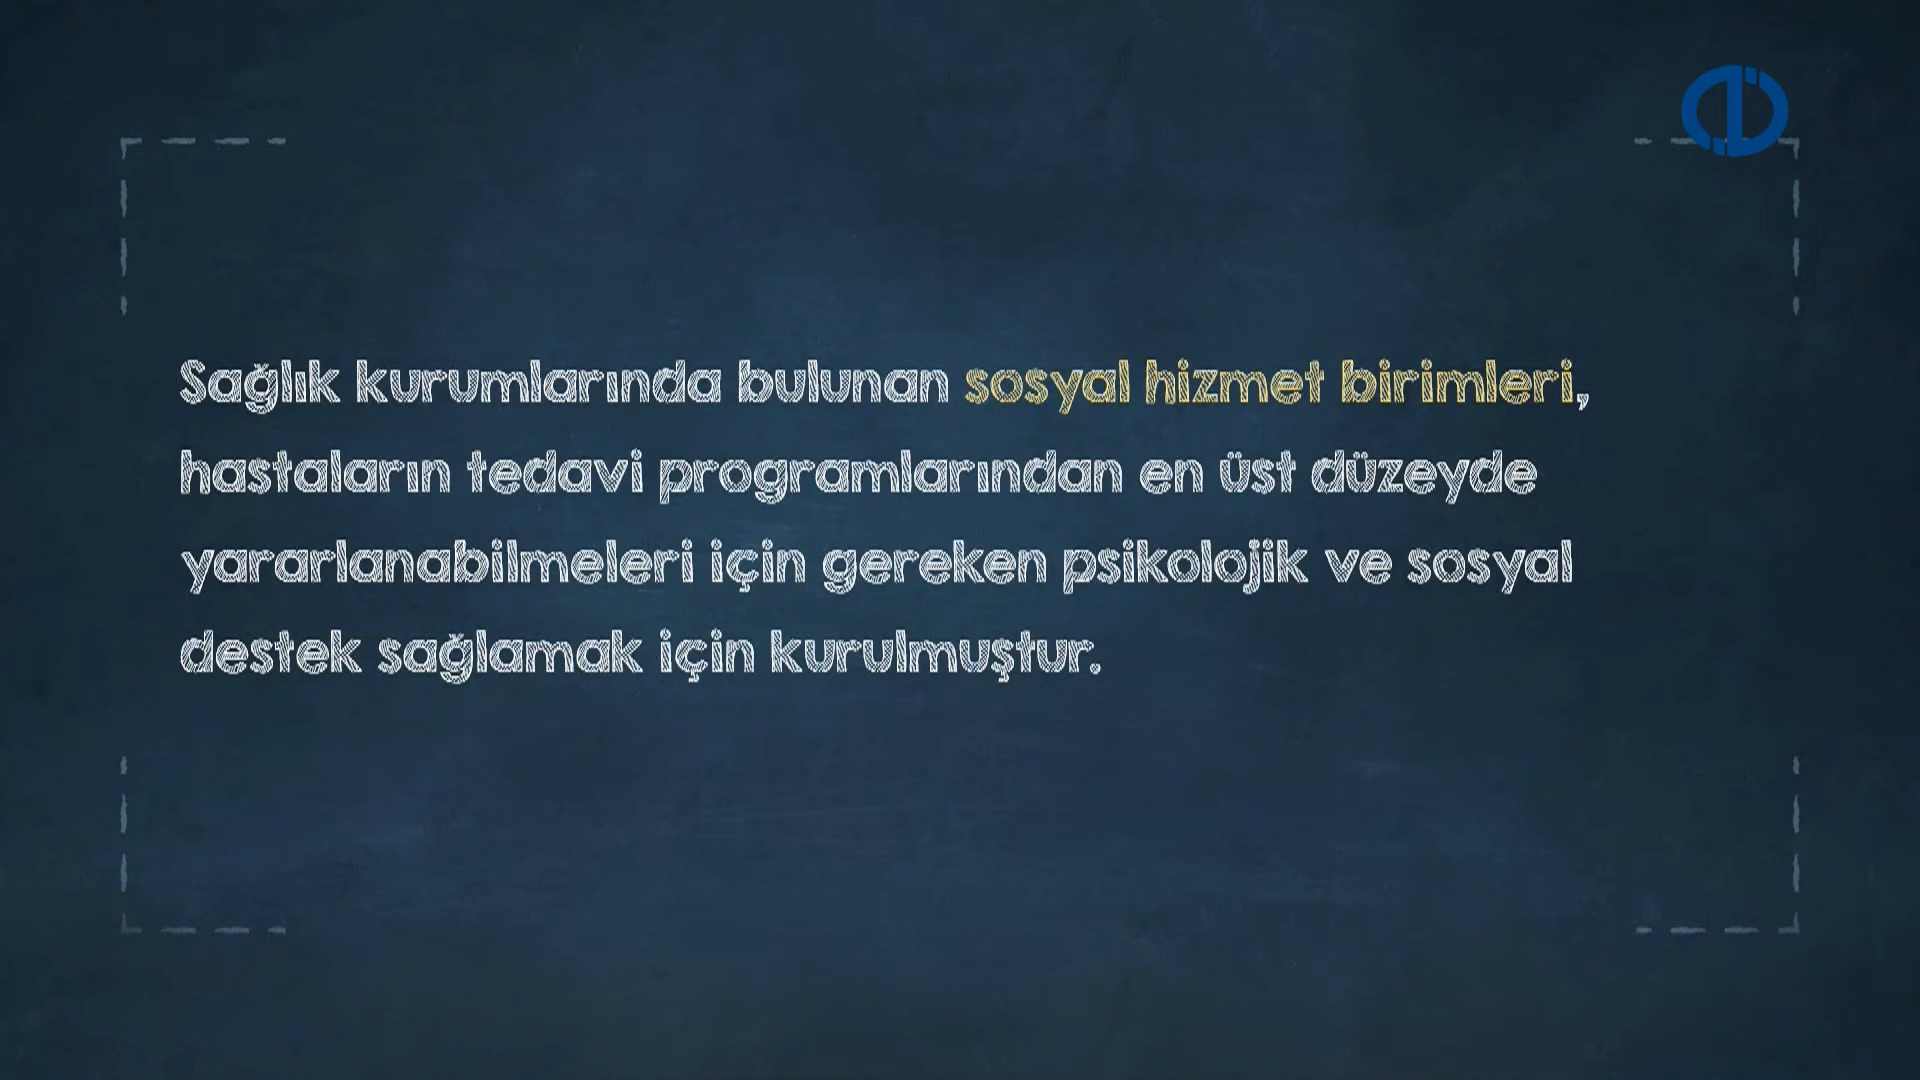 Sağlık kurumlarında bulunan sosyal hizmet birimleri,
hastaların tedavi programlarından en üst düzeyde
yararlanabilmeleri için gereken psikolojik ve sosyal
destek sağlamak için kurulmuştur.